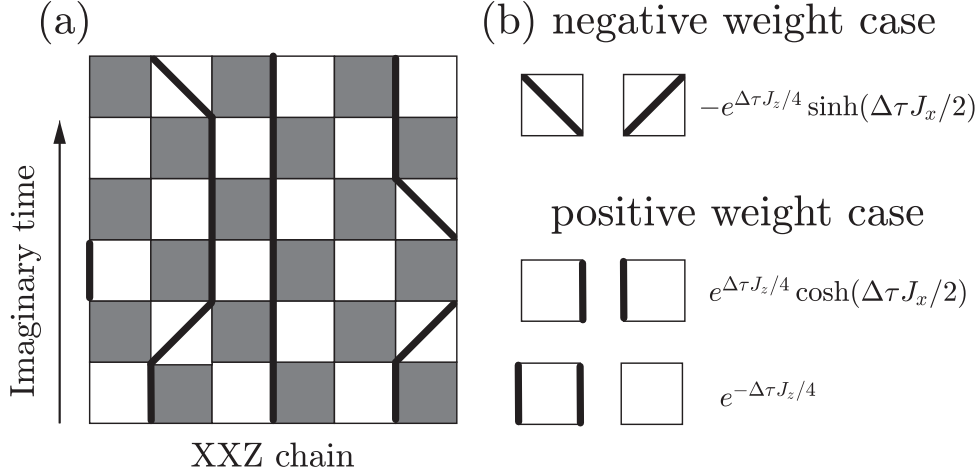 (a)
Imaginary time
XXZ chain
(b) negative weight case
$-e^{\Delta\tau J_z/4} \sinh(\Delta\tau J_x/2)$
positive weight case
$e^{\Delta\tau J_z/4} \cosh(\Delta\tau J_x/2)$
$e^{-\Delta\tau J_z/4}$